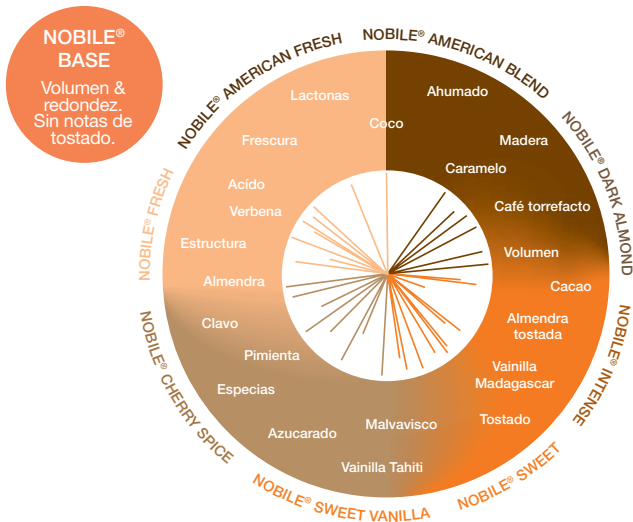 NOBILE®
BASE
Volumen &
redondez.
Sin notas de
tostado.
NOBILE® AMERICAN FRESH
NOBILE® AMERICAN BLEND
NOBILE® DARK ALMOND
NOBILE® INTENSE
NOBILE® SWEET
NOBILE® SWEET VANILLA
NOBILE® CHERRY SPICE
NOBILE® FRESH
Lactonas
Ahumado
Coco
Frescura
Madera
Caramelo
Acído
Verbena
Café torrefacto
Estructura
Volumen
Almendra
Cacao
Clavo
Almendra
tostada
Pimienta
Vainilla
Madagascar
Especias
Tostado
Azucarado
Malvavisco
Vainilla Tahiti